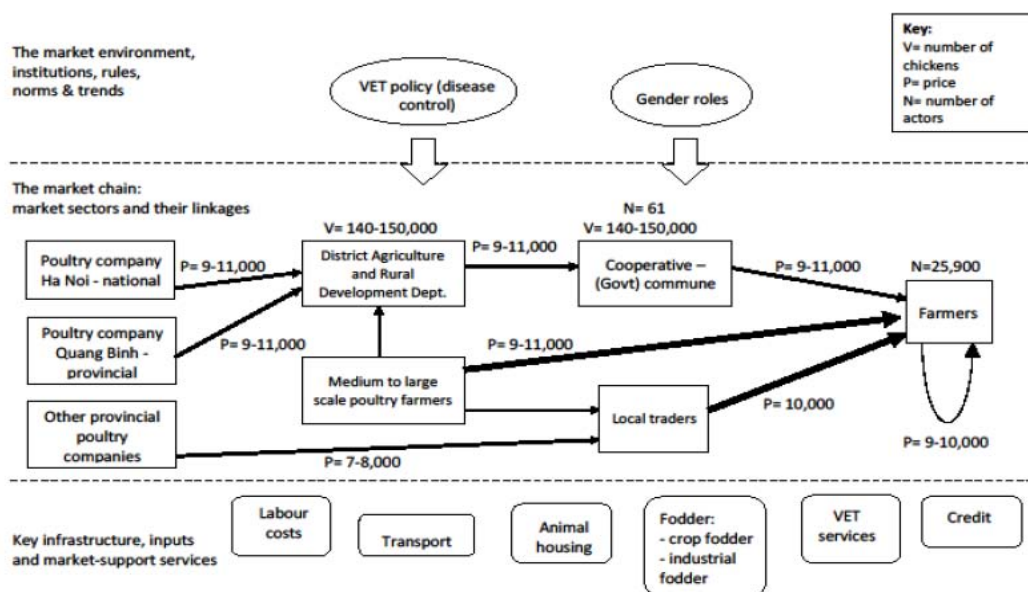 The market environment,
institutions, rules,
norms & trends
VET policy (disease
control)
Gender roles
Key:
V= number of
chickens
P= price
N= number of
actors
The market chain:
market sectors and their linkages
Poultry company
Ha Noi - national
P= 9-11,000
V= 140-150,000
District Agriculture
and Rural
Development Dept.
P= 9-11,000
N= 61
V= 140-150,000
Cooperative –
(Govt) commune
P= 9-11,000
N=25,900
Farmers
Poultry company
Quang Binh -
provincial
P= 9-11,000
Medium to large
scale poultry farmers
P= 9-11,000
Other provincial
poultry
companies
P= 7-8,000
Local traders
P= 10,000
P= 9-10,000
Key infrastructure, inputs
and market-support services
Labour
costs
Transport
Animal
housing
Fodder:
- crop fodder
- industrial
fodder
VET
services
Credit